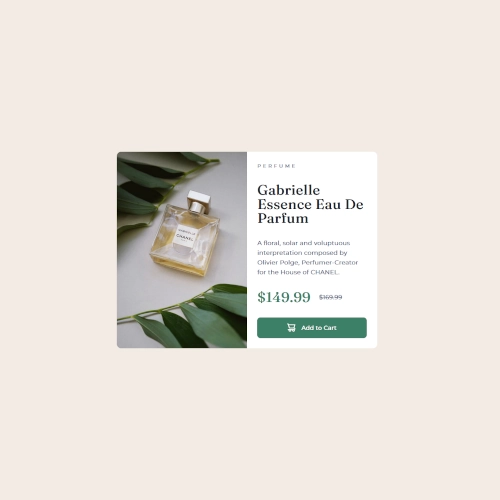 PERFUME
Gabrielle
Essence Eau De
Parfum
A floral, solar and voluptuous
interpretation composed by
Olivier Polge, Perfumer-Creator
for the House of CHANEL.
$149.99 $169.99
Add to Cart
CHANEL